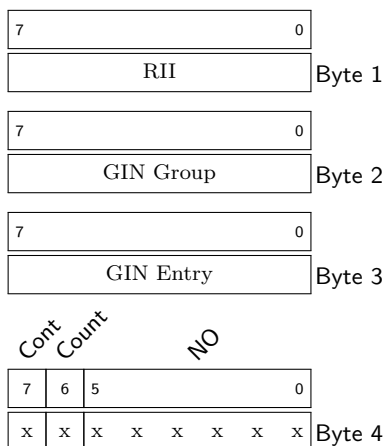 7 0
RII Byte 1
7 0
GIN Group Byte 2
7 0
GIN Entry Byte 3
Cont Count NO
7 6 5 0
x x x x x x x x Byte 4